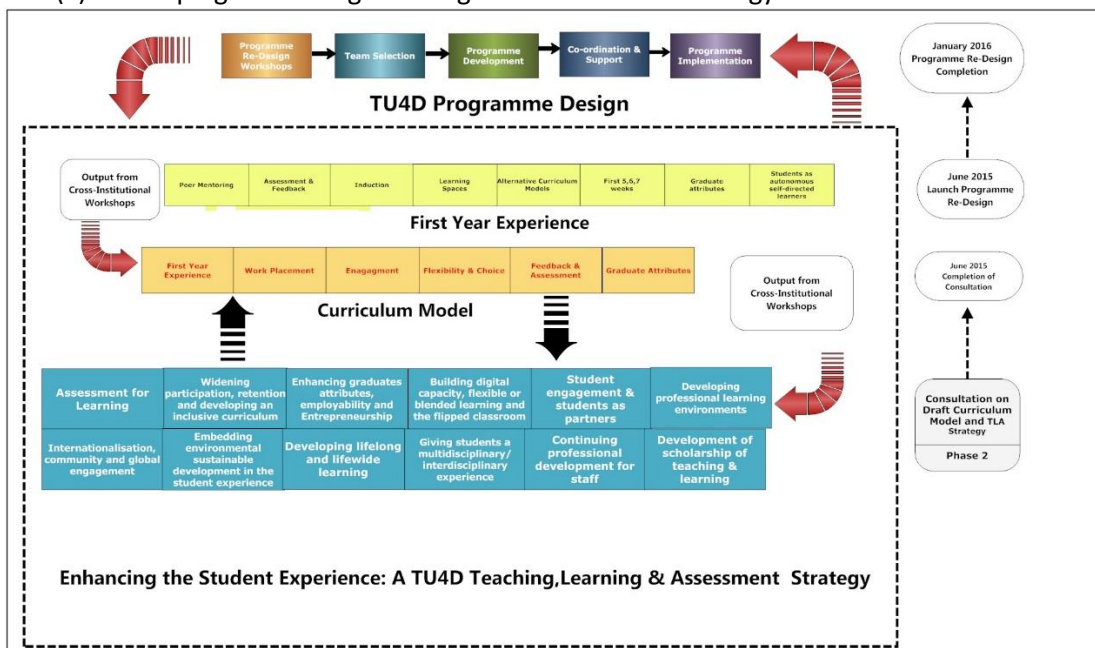 Programme
Re-Design
Workshops
Team Selection
Programme
Development
Co-ordination &
Support
Programme
Implementation
TU4D Programme Design
January 2016
Programme Re-Design
Completion
Output from
Cross-Institutional
Workshops
Peer Mentoring
Assessment &
Feedback
Induction
Learning
Spaces
Alternative Curriculum
Models
First 5,6,7
weeks
Graduate
attributes
Students as
autonomous
self-directed
learners
First Year Experience
June 2015
Launch Programme
Re-Design
First Year
Experience
Work Placement
Enagagment
Flexibility & Choice
Feedback &
Assessment
Graduate Attributes
Curriculum Model
Output from
Cross-Institutional
Workshops
June 2015
Completion of
Consultation
Assessment for
Learning
Widening
participation, retention
and developing an
inclusive curriculum
Enhancing graduates
attributes,
employability and
Entrepreneurship
Building digital
capacity, flexible or
blended learning and
the flipped classroom
Student
engagement &
students as
partners
Developing
professional learning
environments
Internationalisation,
community and global
engagement
Embedding
environmental
sustainable
development in the
student experience
Developing lifelong
and lifewide
learning
Giving students a
multidisciplinary/
interdisciplinary
experience
Continuing
professional
development for
staff
Development of
scholarship of
teaching &
learning
Consultation on
Draft Curriculum
Model and TLA
Strategy
Phase 2
Enhancing the Student Experience: A TU4D Teaching,Learning & Assessment Strategy